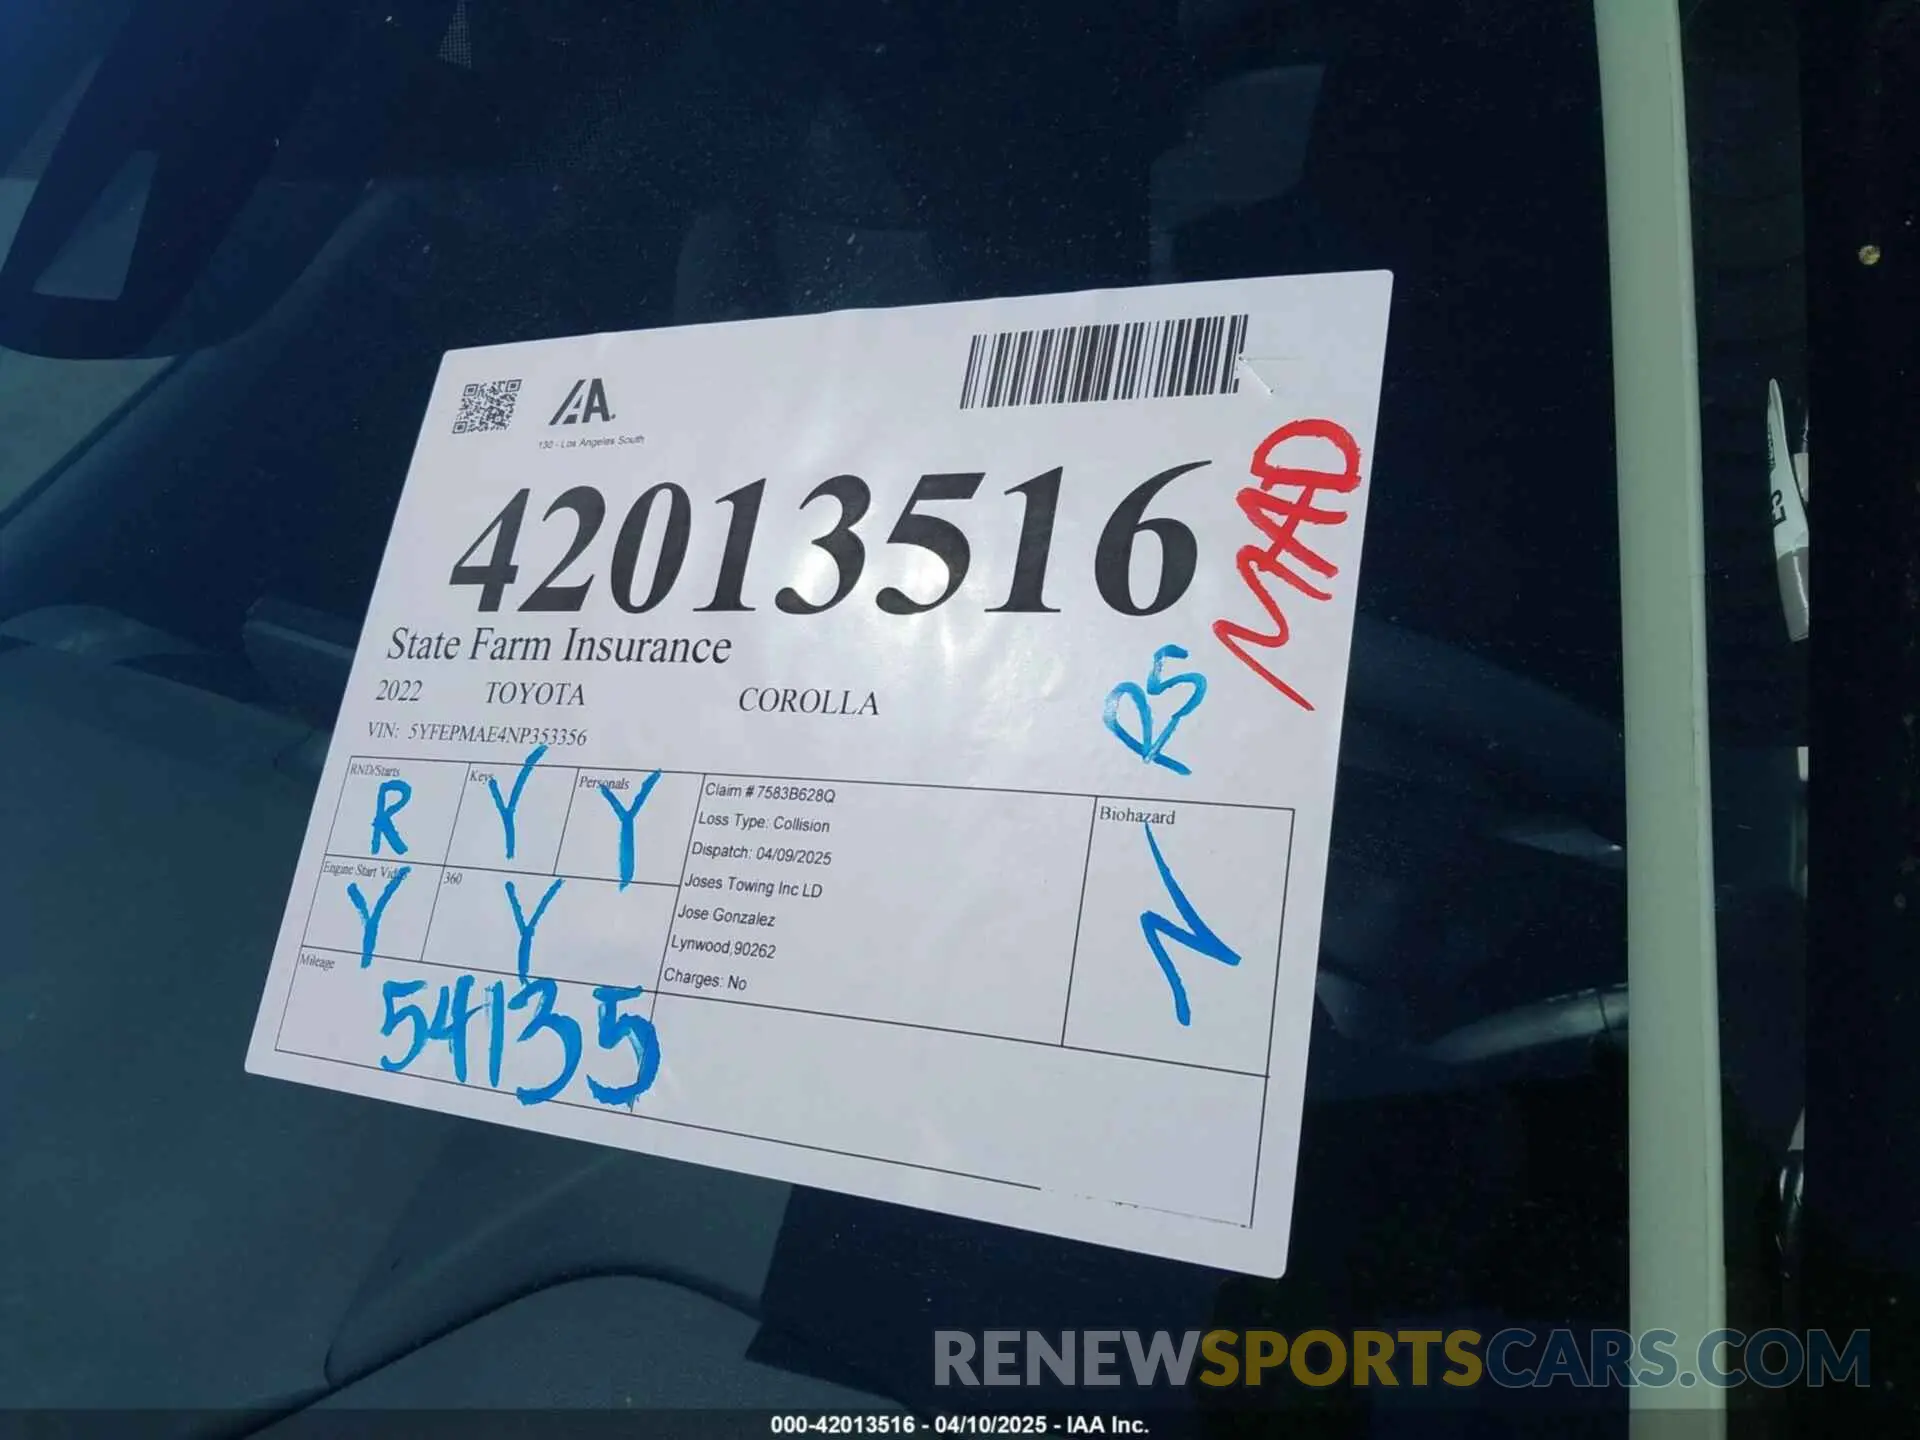 IAA.
130 - Los Angeles South
42013516
MAD
State Farm Insurance
2022 TOYOTA COROLLA
R5
VIN: 5YFEPMAE4NP353356
RND/Starts
R
Keys
Y
Personals
Y
Engine Start Video
Y
360
Y
Mileage
54135
Claim # 7583B628Q
Loss Type: Collision
Dispatch: 04/09/2025
Joses Towing Inc LD
Jose Gonzalez
Lynwood,90262
Charges: No
Biohazard
N
RENEWSPORTSCARS.COM
000-42013516 - 04/10/2025 - IAA Inc.